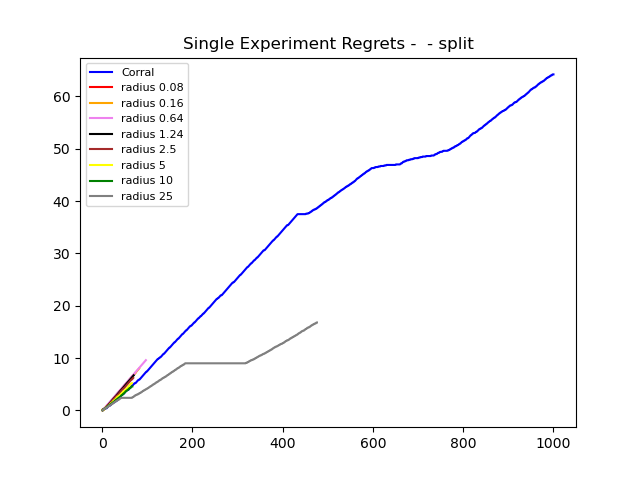 Single Experiment Regrets -  - split
Corral
radius 0.08
radius 0.16
radius 0.64
radius 1.24
radius 2.5
radius 5
radius 10
radius 25
60
50
40
30
20
10
0
0 200 400 600 800 1000